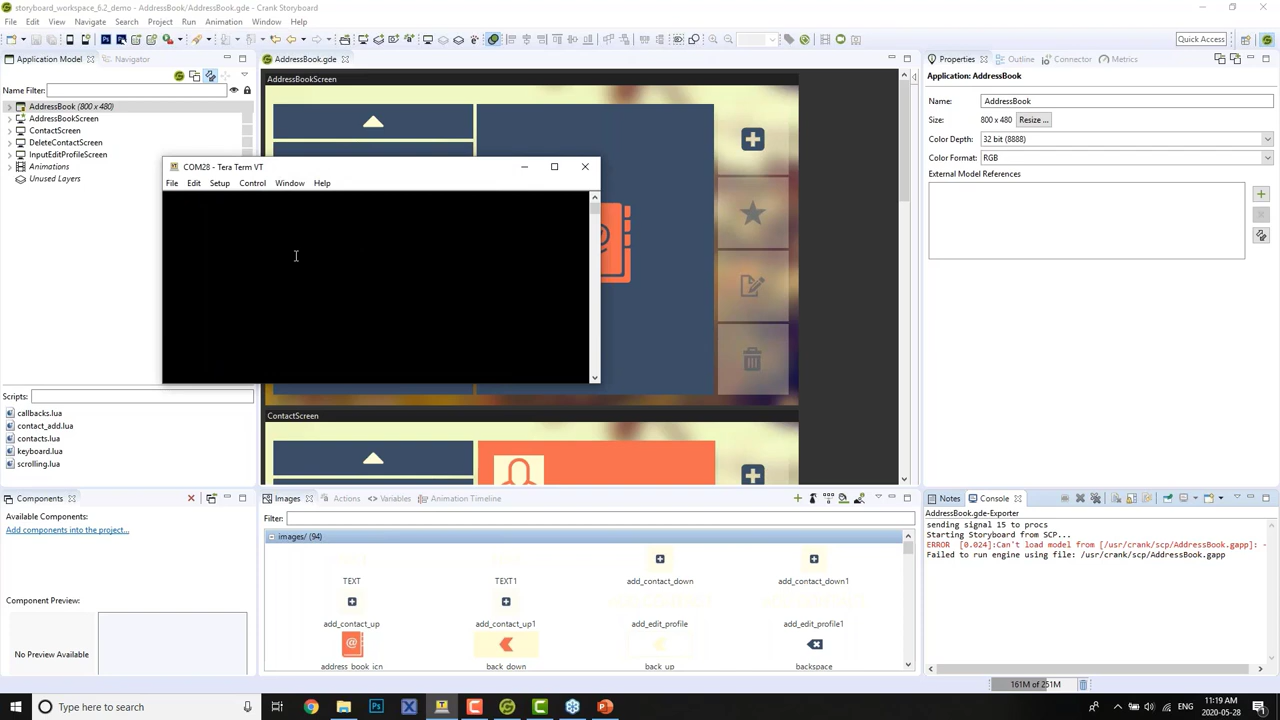 storyboard_workspace_6.2_demo - AddressBook/AddressBook.gde - Crank Storyboard
File Edit View Navigate Search Project Run Animation Window Help
Quick Access
Application Model
Navigator
Name Filter:
AddressBook (800 x 480)
AddressBookScreen
ContactScreen
DeleteContactScreen
InputEditProfileScreen
Animations
Unused Layers
Scripts:
callbacks.lua
contact_add.lua
contacts.lua
keyboard.lua
scrolling.lua
Components
Available Components:
Add components into the project...
Component Preview:
No Preview Available
AddressBook.gde
AddressBookScreen
COM28 - Tera Term VT
File Edit Setup Control Window Help
ContactScreen
Images Actions Variables Animation Timeline
Filter:
images/ (94)
TEXT TEXT1 add_contact_down add_contact_down1
add_contact_up add_contact_up1 add_edit_profile add_edit_profile1
address_book_icn back_down back_up backspace
Properties Outline Connector Metrics
Application: AddressBook
Name: AddressBook
Size: 800 x 480 Resize ...
Color Depth: 32 bit (8888)
Color Format: RGB
External Model References
Notes Console
AddressBook.gde-Exporter
sending signal 15 to procs
Starting Storyboard from SCP...
ERROR [0.024]:Can't load model from [/usr/crank/scp/AddressBook.gapp]: -
Failed to run engine using file: /usr/crank/scp/AddressBook.gapp
161M of 251M
Type here to search
ENG
11:19 AM
2020-05-28